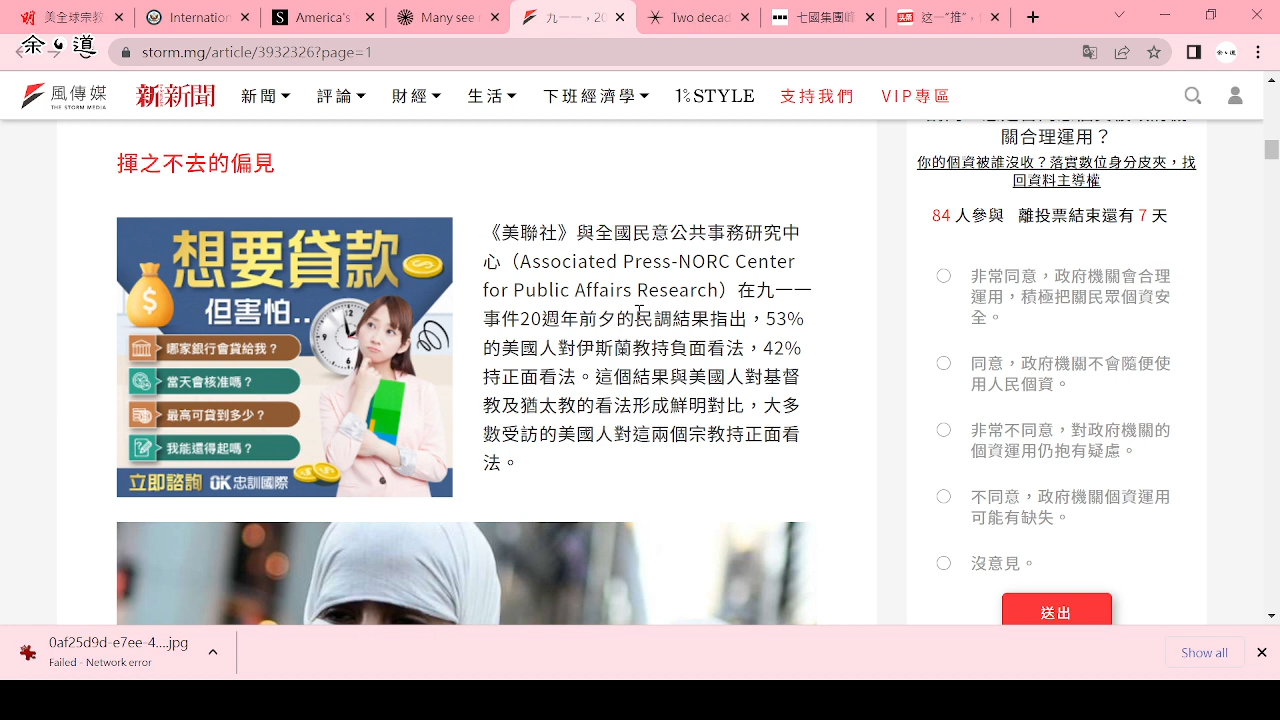 美全球宗教
Internation
America's
Many see
九一一，20
Two decad
七國集團峰
头条
这一“推”，
余道
storm.mg/article/3932326?page=1
風傳媒
THE STORM MEDIA
新新聞
新聞
評論
財經
生活
下班經濟學
1% STYLE
支持我們
VIP專區
揮之不去的偏見
想要貸款
但害怕..
哪家銀行會貸給我？
當天會核准嗎？
最高可貸到多少？
我能還得起嗎？
立即諮詢 OK忠訓國際
《美聯社》與全國民意公共事務研究中
心（Associated Press-NORC Center
for Public Affairs Research）在九一一
事件20週年前夕的民調結果指出，53%
的美國人對伊斯蘭教持負面看法，42%
持正面看法。這個結果與美國人對基督
教及猶太教的看法形成鮮明對比，大多
數受訪的美國人對這兩個宗教持正面看
法。
關合理運用？
你的個資被誰沒收？落實數位身分皮夾，找
回資料主導權
84 人參與 離投票結束還有 7 天
非常同意，政府機關會合理
運用，積極把關民眾個資安
全。
同意，政府機關不會隨便使
用人民個資。
非常不同意，對政府機關的
個資運用仍抱有疑慮。
不同意，政府機關個資運用
可能有缺失。
沒意見。
送出
0af25d9d-e7ee-4....jpg
Failed - Network error
Show all